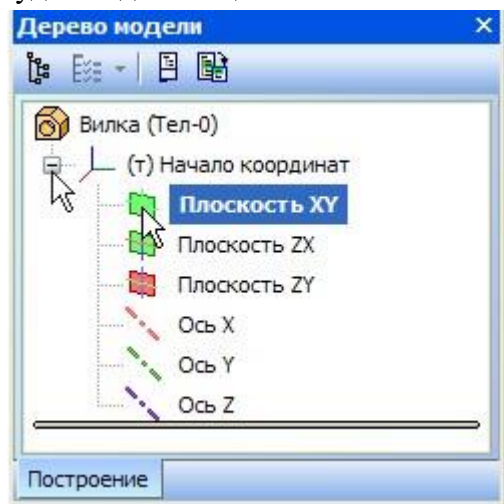 Дерево модели
Вилка (Тел-0)
(т) Начало координат
Плоскость XY
Плоскость ZX
Плоскость ZY
Ось X
Ось Y
Ось Z
Построение